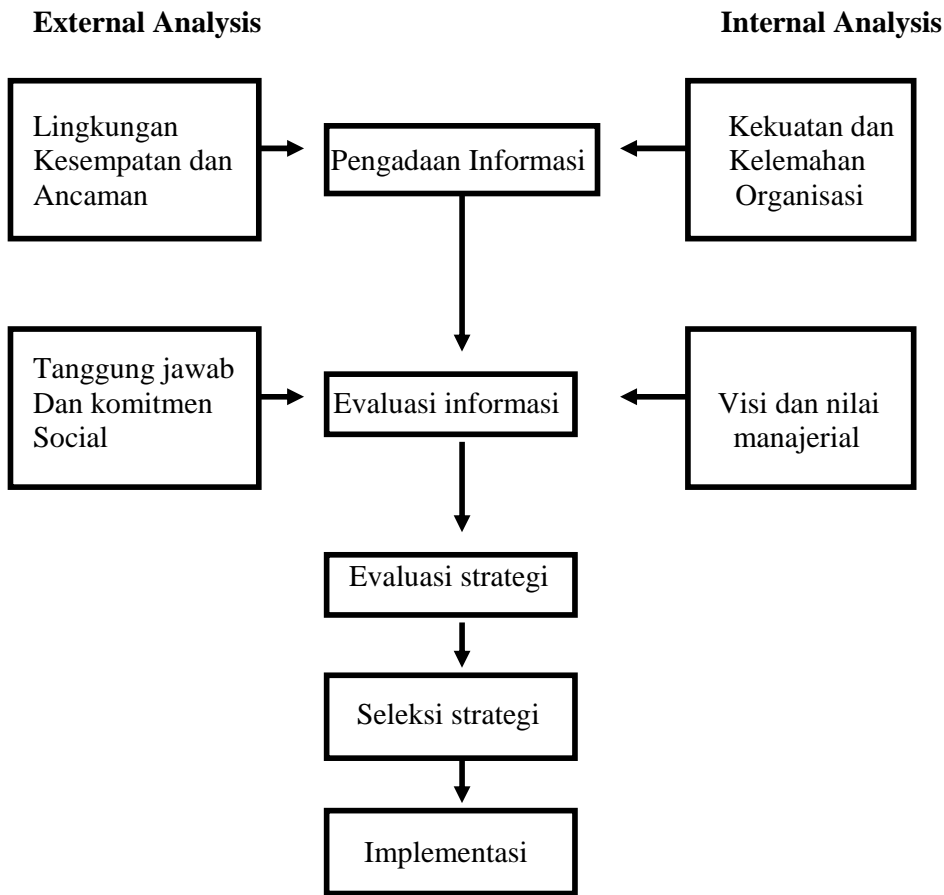 External Analysis
Internal Analysis
Lingkungan
Kesempatan dan
Ancaman
Pengadaan Informasi
Kekuatan dan
Kelemahan
Organisasi
Tanggung jawab
Dan komitmen
Social
Evaluasi informasi
Visi dan nilai
manajerial
Evaluasi strategi
Seleksi strategi
Implementasi